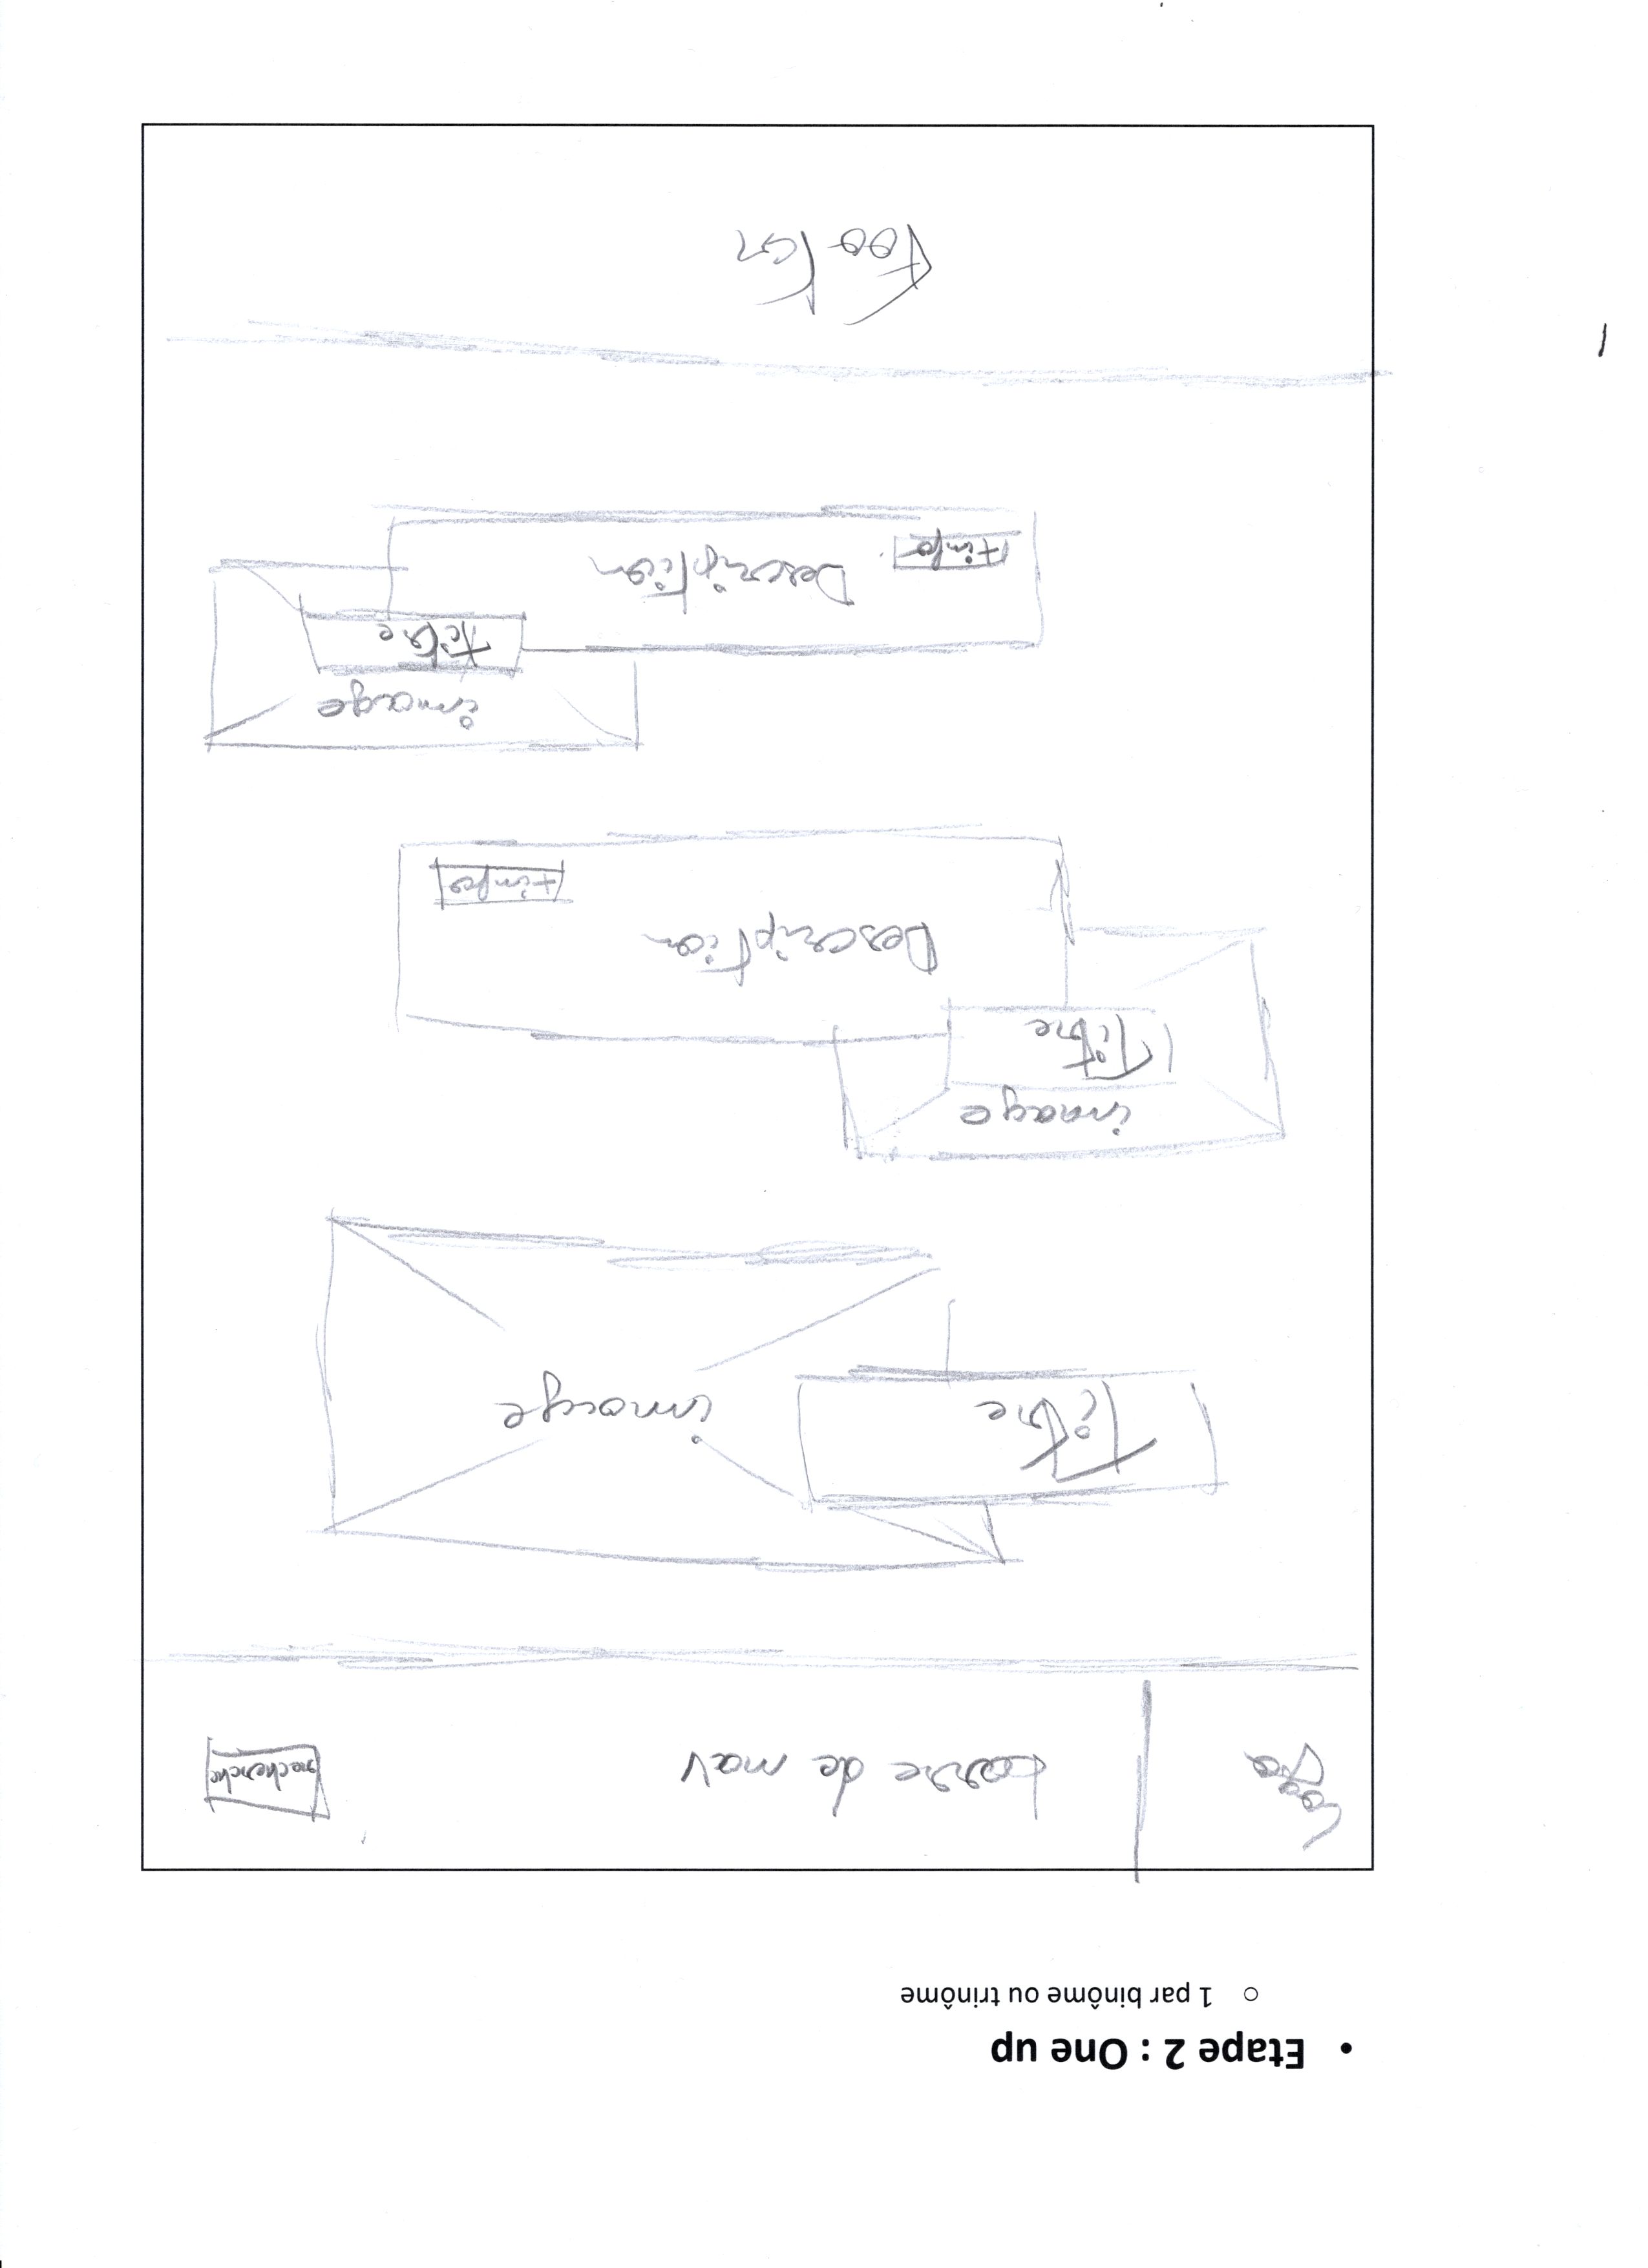 • Etape 2 : One up
o 1 par binôme ou trinôme
Logo
barre de nav
recherche
Titre
image
image
Titre
Description
+info
image
Titre
Description
+info
Footer